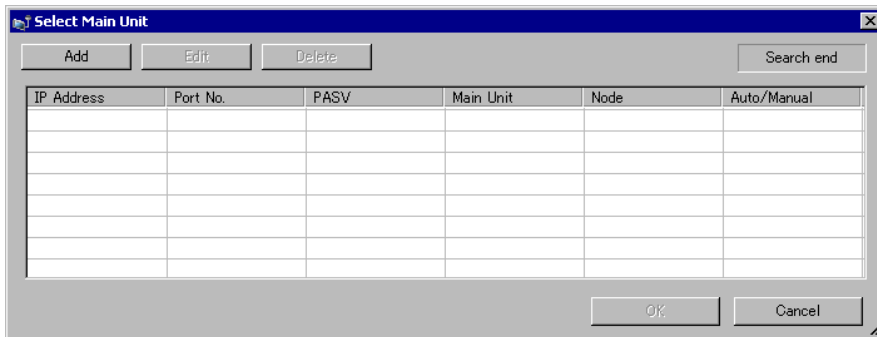 Select Main Unit
Add Edit Delete Search end
IP Address Port No. PASV Main Unit Node Auto/Manual
OK Cancel